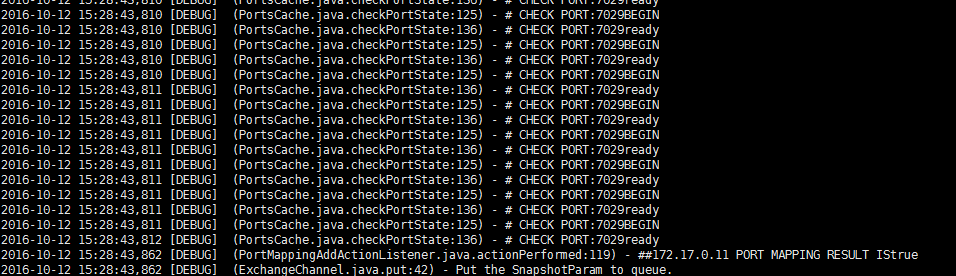 2016-10-12 15:28:43,810 [DEBUG]  (PortsCache.java.checkPortState:136) - # CHECK PORT:7029ready
2016-10-12 15:28:43,810 [DEBUG]  (PortsCache.java.checkPortState:125) - # CHECK PORT:7029BEGIN
2016-10-12 15:28:43,810 [DEBUG]  (PortsCache.java.checkPortState:136) - # CHECK PORT:7029ready
2016-10-12 15:28:43,810 [DEBUG]  (PortsCache.java.checkPortState:125) - # CHECK PORT:7029BEGIN
2016-10-12 15:28:43,810 [DEBUG]  (PortsCache.java.checkPortState:136) - # CHECK PORT:7029ready
2016-10-12 15:28:43,810 [DEBUG]  (PortsCache.java.checkPortState:125) - # CHECK PORT:7029BEGIN
2016-10-12 15:28:43,811 [DEBUG]  (PortsCache.java.checkPortState:136) - # CHECK PORT:7029ready
2016-10-12 15:28:43,811 [DEBUG]  (PortsCache.java.checkPortState:125) - # CHECK PORT:7029BEGIN
2016-10-12 15:28:43,811 [DEBUG]  (PortsCache.java.checkPortState:136) - # CHECK PORT:7029ready
2016-10-12 15:28:43,811 [DEBUG]  (PortsCache.java.checkPortState:125) - # CHECK PORT:7029BEGIN
2016-10-12 15:28:43,811 [DEBUG]  (PortsCache.java.checkPortState:136) - # CHECK PORT:7029ready
2016-10-12 15:28:43,811 [DEBUG]  (PortsCache.java.checkPortState:125) - # CHECK PORT:7029BEGIN
2016-10-12 15:28:43,811 [DEBUG]  (PortsCache.java.checkPortState:136) - # CHECK PORT:7029ready
2016-10-12 15:28:43,811 [DEBUG]  (PortsCache.java.checkPortState:125) - # CHECK PORT:7029BEGIN
2016-10-12 15:28:43,811 [DEBUG]  (PortsCache.java.checkPortState:136) - # CHECK PORT:7029ready
2016-10-12 15:28:43,811 [DEBUG]  (PortsCache.java.checkPortState:125) - # CHECK PORT:7029BEGIN
2016-10-12 15:28:43,812 [DEBUG]  (PortsCache.java.checkPortState:136) - # CHECK PORT:7029ready
2016-10-12 15:28:43,862 [DEBUG]  (PortMappingAddActionListener.java.actionPerformed:119) - ##172.17.0.11 PORT MAPPING RESULT IStrue
2016-10-12 15:28:43,862 [DEBUG]  (ExchangeChannel.java.put:42) - Put the SnapshotParam to queue.